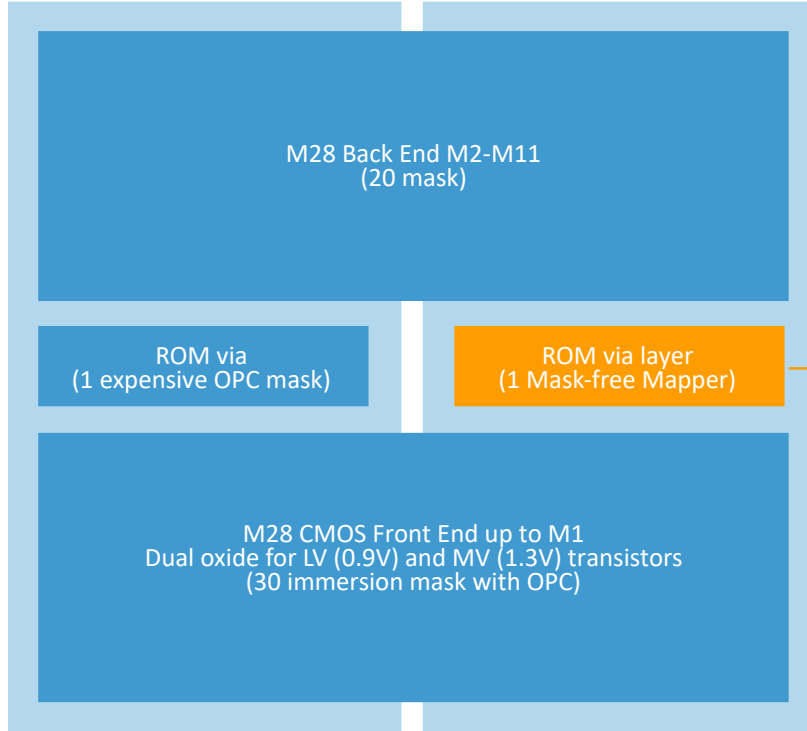 M28 Back End M2-M11
(20 mask)
ROM via
(1 expensive OPC mask)
ROM via layer
(1 Mask-free Mapper)
M28 CMOS Front End up to M1
Dual oxide for LV (0.9V) and MV (1.3V) transistors
(30 immersion mask with OPC)